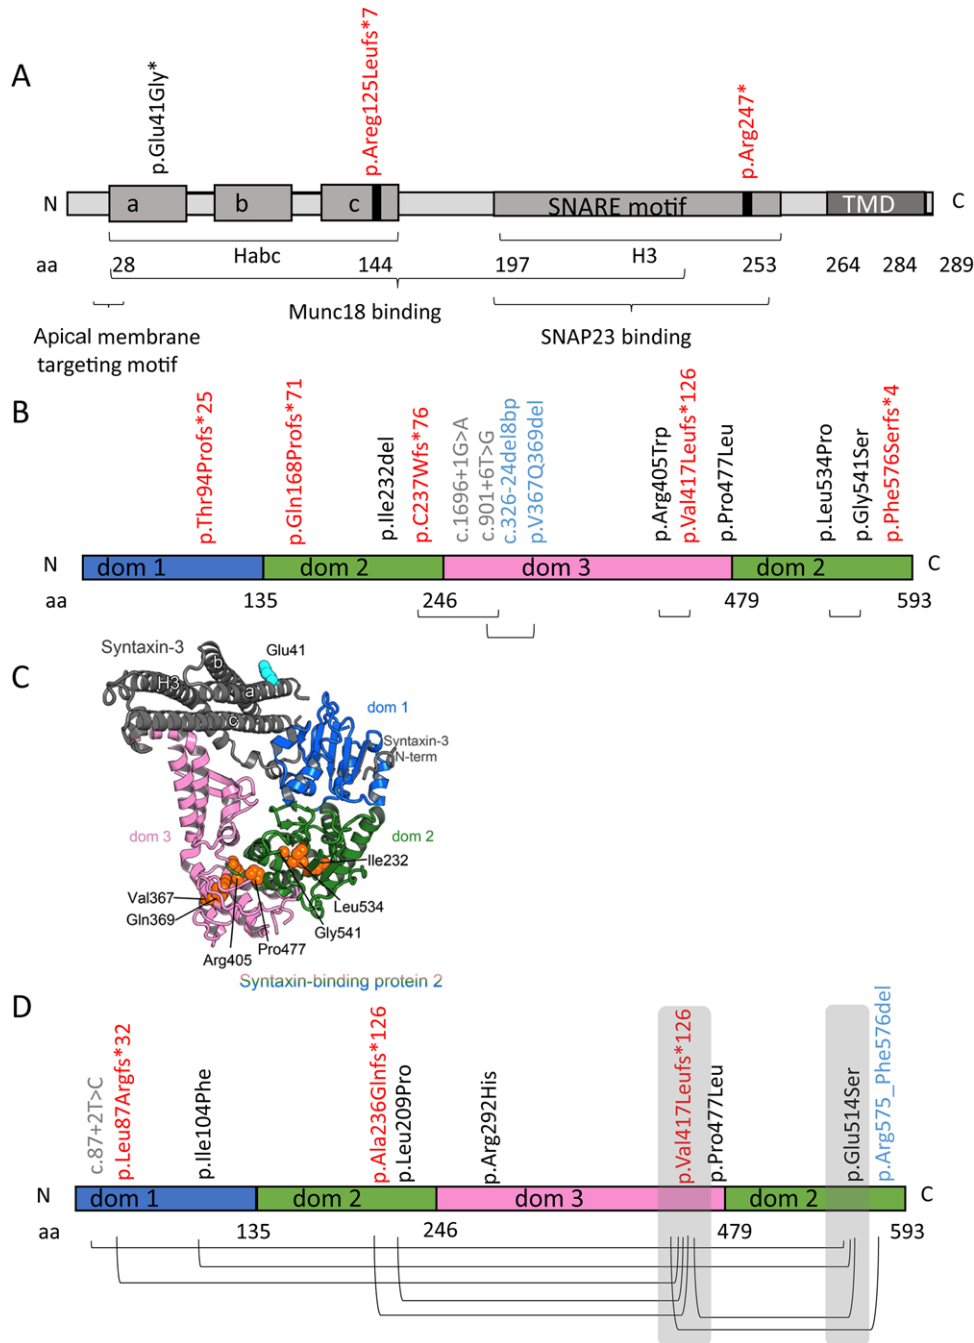 A
p.Glu41Gly*
p.Areg125Leufs*7
p.Arg247*
N
a
b
c
SNARE motif
TMD
C
Habc
H3
aa
28
144
197
253
264
284
289
Munc18 binding
SNAP23 binding
Apical membrane
targeting motif
B
p.Thr94Profs*25
p.Gln168Profs*71
p.Ile232del
p.C237Wfs*76
c.1696+1G>A
c.901+6T>G
c.326-24del8bp
p.V367Q369del
p.Arg405Trp
p.Val417Leufs*126
p.Pro477Leu
p.Leu534Pro
p.Gly541Ser
p.Phe576Serfs*4
N
dom 1
dom 2
dom 3
dom 2
C
aa
135
246
479
593
C
Syntaxin-3
Glu41
b
H3
a
c
dom 1
Syntaxin-3
N-term
dom 3
dom 2
Ile232
Val367
Gln369
Leu534
Gly541
Arg405
Pro477
Syntaxin-binding protein 2
D
c.87+2T>C
p.Leu87Argfs*32
p.Ile104Phe
p.Ala236Glnfs*126
p.Leu209Pro
p.Arg292His
p.Val417Leufs*126
p.Pro477Leu
p.Glu514Ser
p.Arg575_Phe576del
N
dom 1
dom 2
dom 3
dom 2
C
aa
135
246
479
593